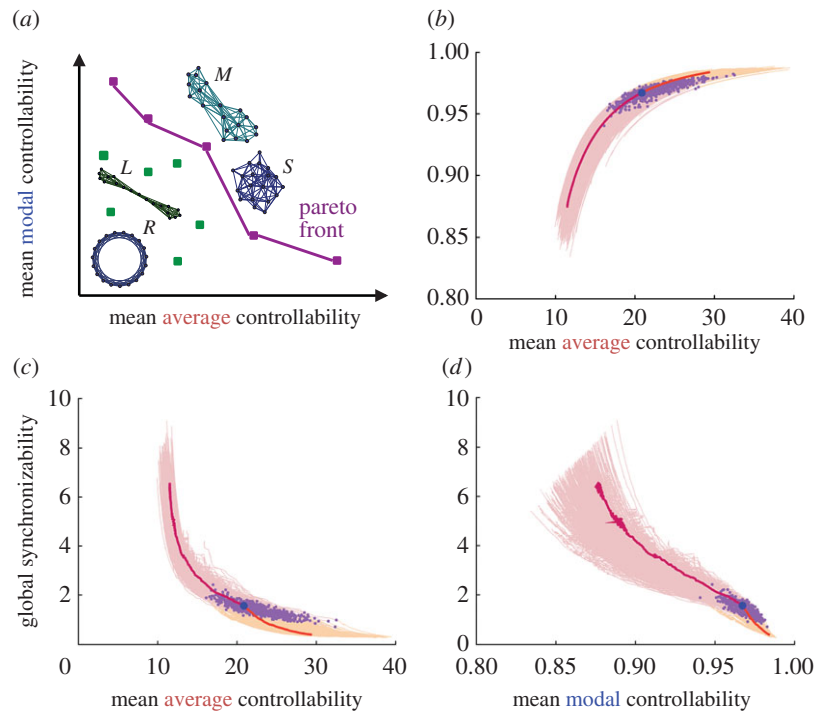 (a)
mean modal controllability
M
L
S
R
pareto
front
mean average controllability
(b)
1.00
0.95
0.90
0.85
0.80
0
10
20
30
40
mean average controllability
(c)
global synchronizability
10
8
6
4
2
0
10
20
30
40
mean average controllability
(d)
10
8
6
4
2
0
0.80
0.85
0.90
0.95
1.00
mean modal controllability